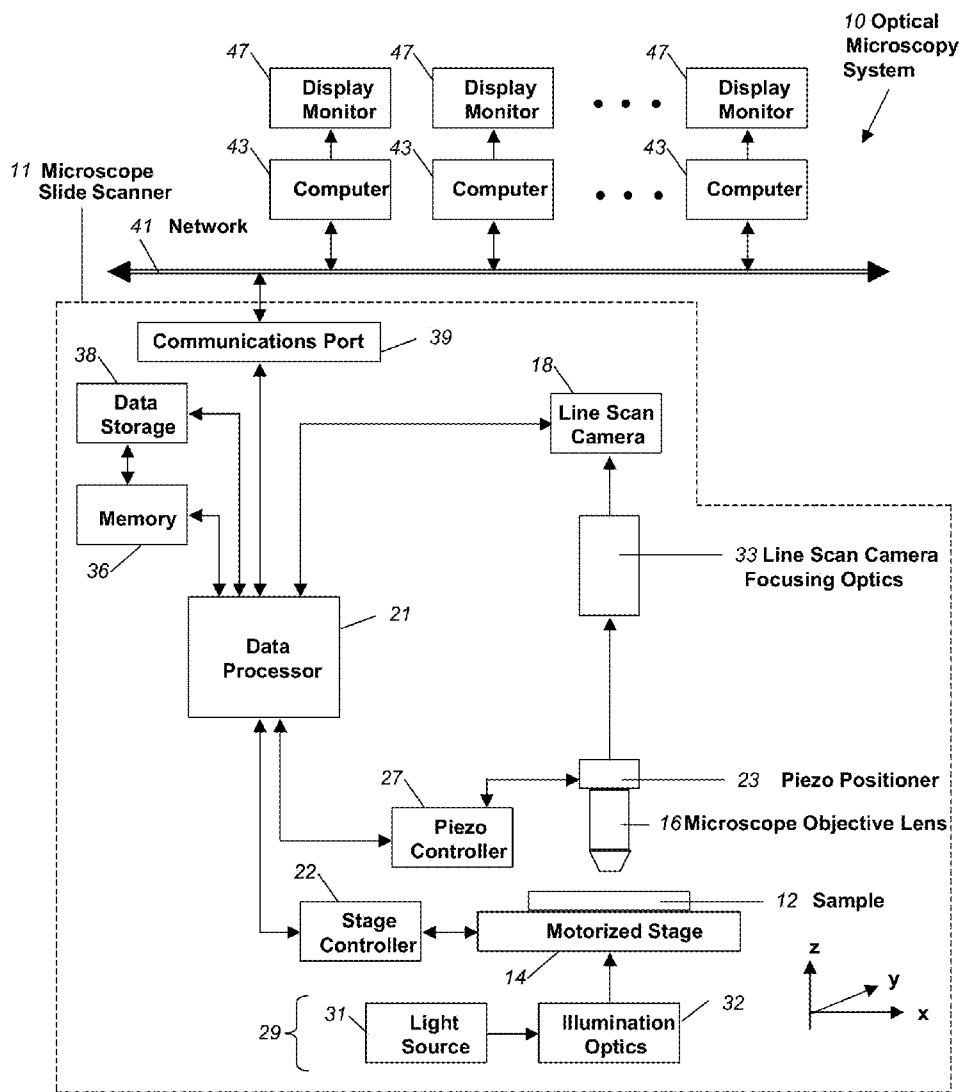 10 Optical
Microscopy
System
47
47
47
Display
Monitor
Display
Monitor
Display
Monitor
43
43
43
Computer
Computer
Computer
11 Microscope
Slide Scanner
41 Network
Communications Port
39
38
Data
Storage
18
Line Scan
Camera
Memory
36
33 Line Scan Camera
Focusing Optics
21
Data
Processor
27
Piezo
Controller
23 Piezo Positioner
16 Microscope Objective Lens
22
Stage
Controller
12 Sample
Motorized Stage
14
z
y
x
29
31
Light
Source
32
Illumination
Optics